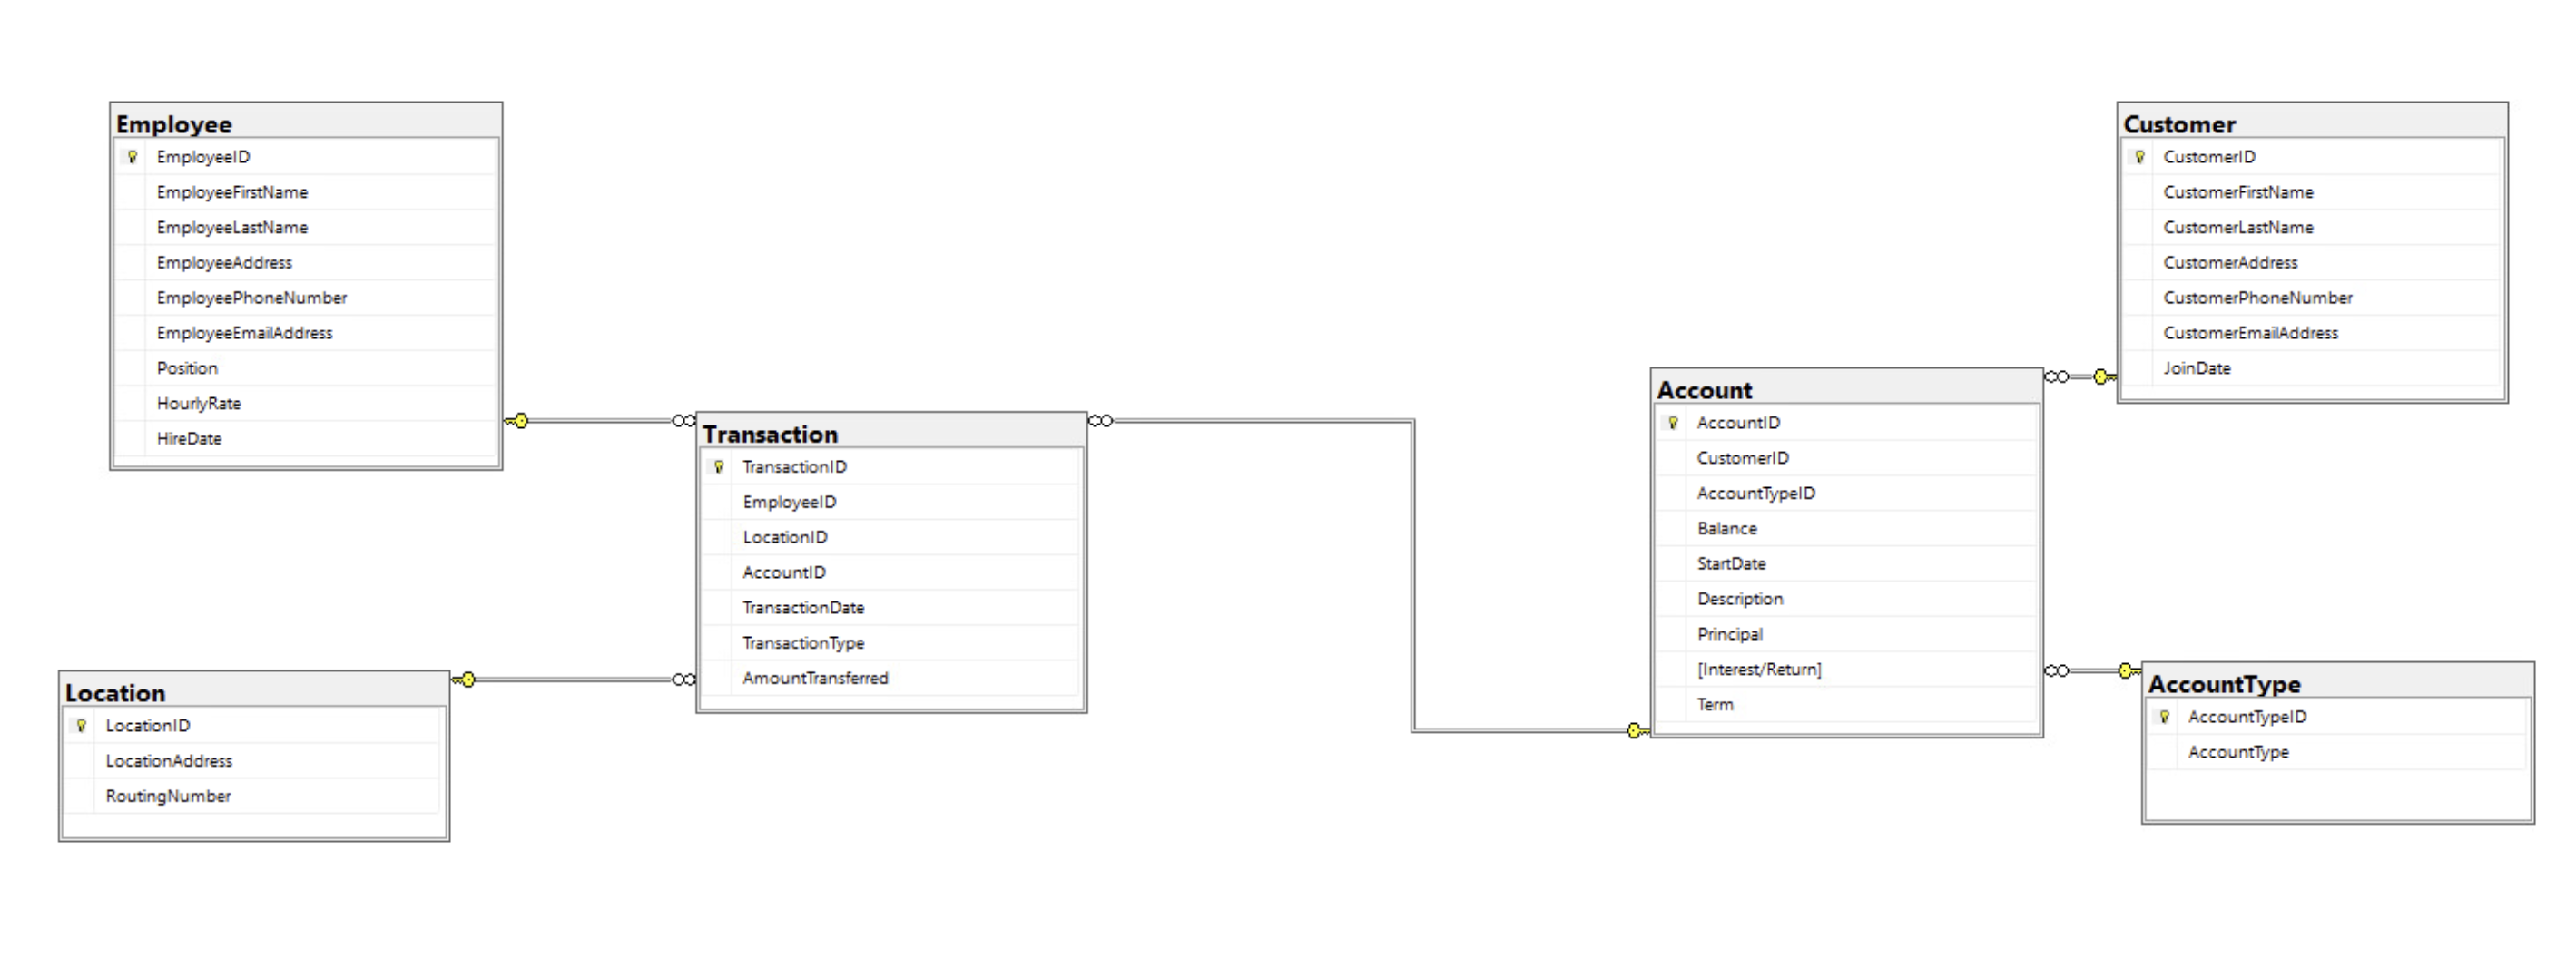 Employee
EmployeeID
EmployeeFirstName
EmployeeLastName
EmployeeAddress
EmployeePhoneNumber
EmployeeEmailAddress
Position
HourlyRate
HireDate
Location
LocationID
LocationAddress
RoutingNumber
Transaction
TransactionID
EmployeeID
LocationID
AccountID
TransactionDate
TransactionType
AmountTransferred
Account
AccountID
CustomerID
AccountTypeID
Balance
StartDate
Description
Principal
[Interest/Return]
Term
Customer
CustomerID
CustomerFirstName
CustomerLastName
CustomerAddress
CustomerPhoneNumber
CustomerEmailAddress
JoinDate
AccountType
AccountTypeID
AccountType